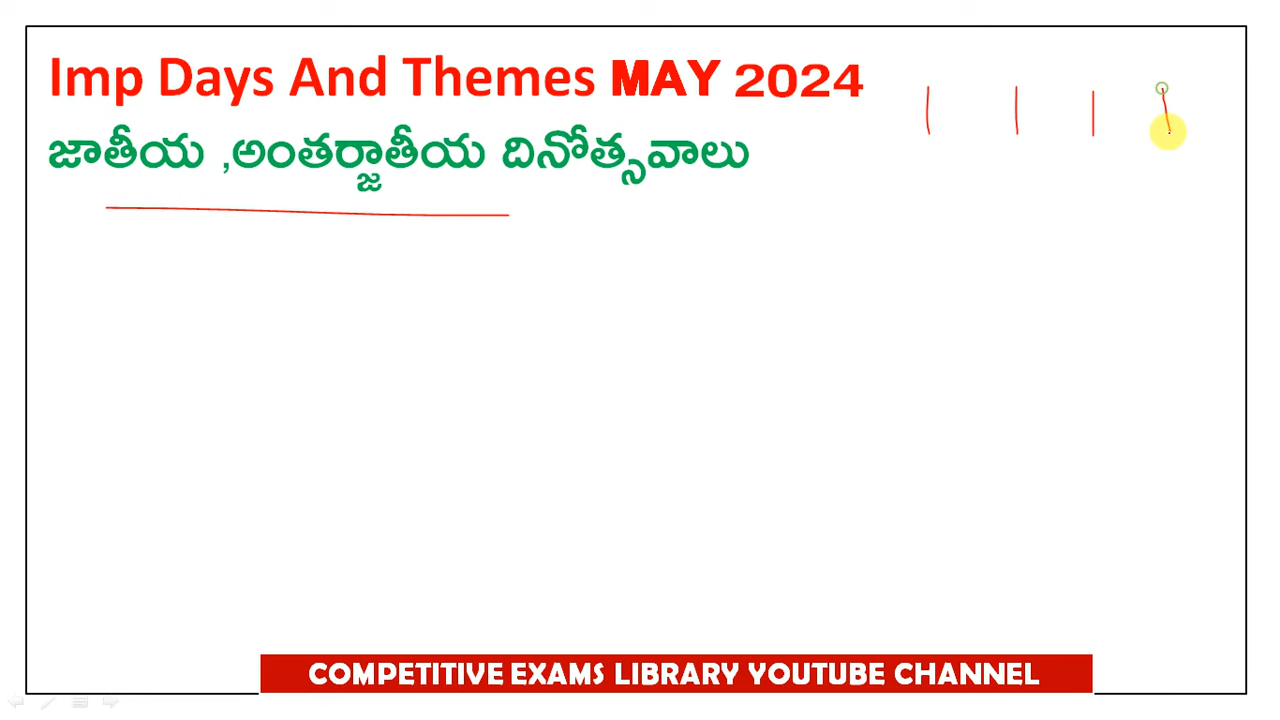 Imp Days And Themes MAY 2024
జాతీయ ,అంతర్జాతీయ దినోత్సవాలు
COMPETITIVE EXAMS LIBRARY YOUTUBE CHANNEL